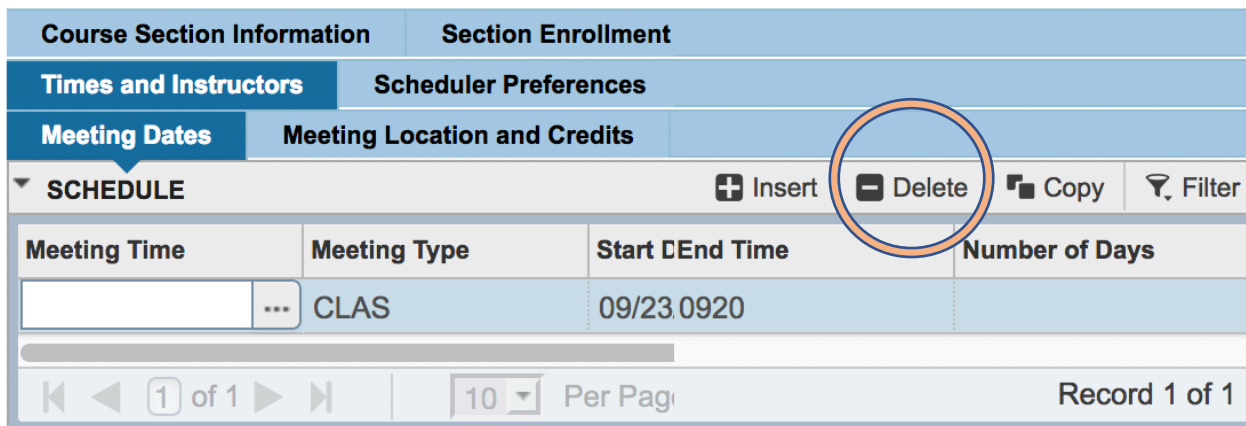 Course Section Information Section Enrollment
Times and Instructors Scheduler Preferences
Meeting Dates Meeting Location and Credits
SCHEDULE Insert Delete Copy Filter
Meeting Time Meeting Type Start D End Time Number of Days
... CLAS 09/23 0920
1 of 1 10 Per Page Record 1 of 1